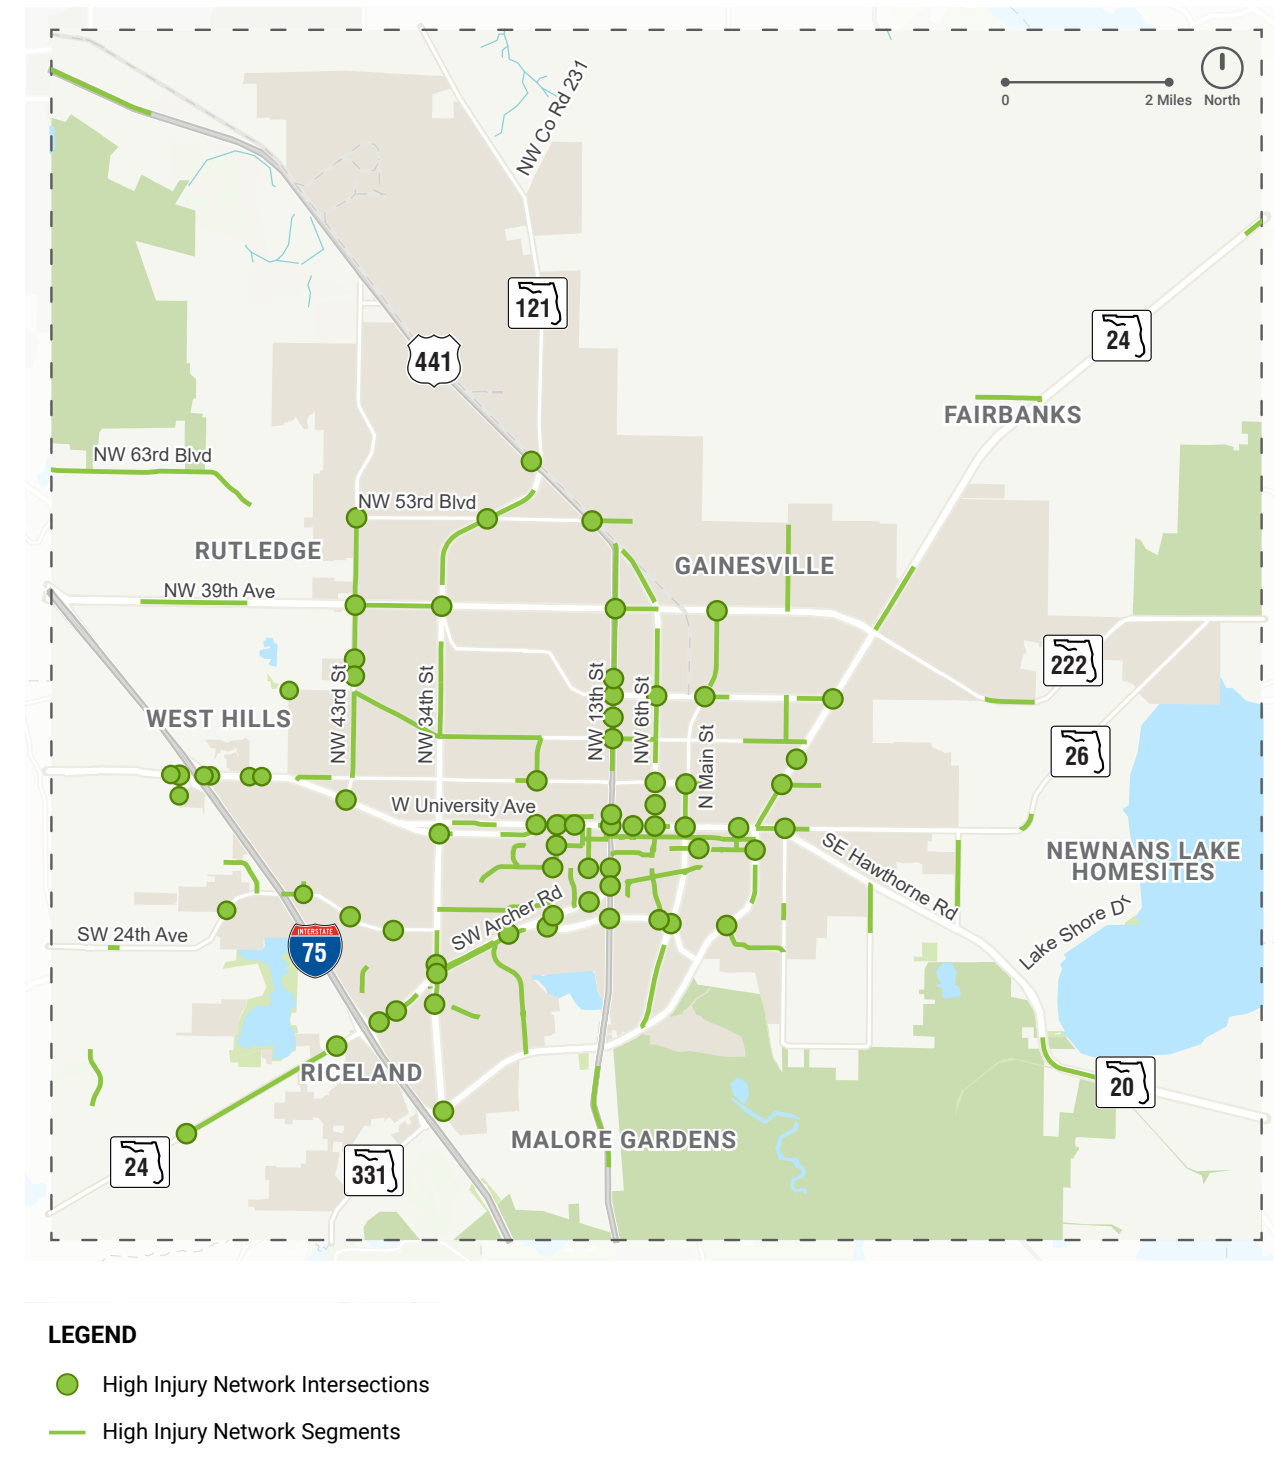 NW Co Rd 231
0
2 Miles
North
121
24
441
FAIRBANKS
NW 63rd Blvd
NW 53rd Blvd
RUTLEDGE
GAINESVILLE
NW 39th Ave
222
NW 43rd St
NW 34th St
NW 13th St
NW 6th St
N Main St
WEST HILLS
26
W University Ave
SE Hawthorne Rd
NEWNANS LAKE
HOMESITES
SW Archer Rd
Lake Shore Dr
SW 24th Ave
INTERSTATE
75
RICELAND
20
MALORE GARDENS
24
331
LEGEND
High Injury Network Intersections
High Injury Network Segments